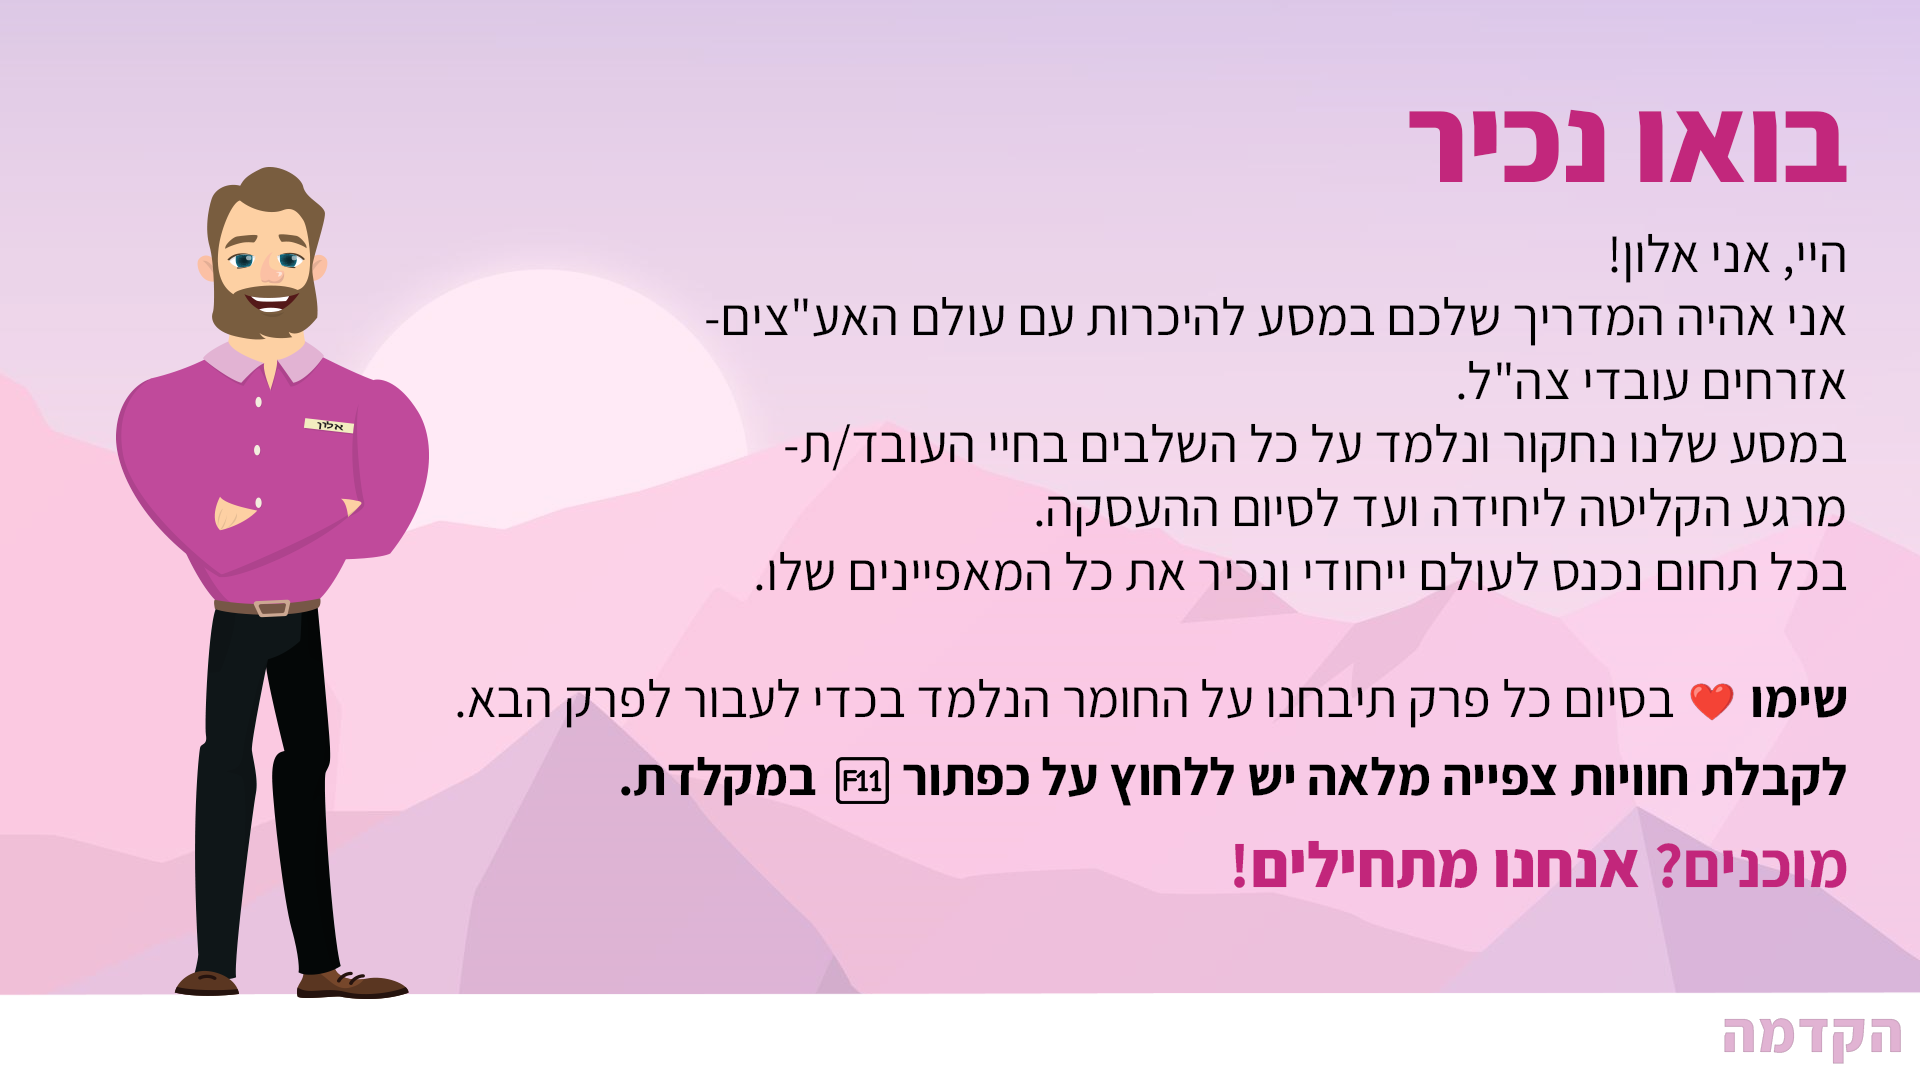 בואו נכיר
היי, אני אלון!
אני אהיה המדריך שלכם במסע להיכרות עם עולם האע"צים-
אזרחים עובדי צה"ל.
במסע שלנו נחקור ונלמד על כל השלבים בחיי העובד/ת-
מרגע הקליטה ליחידה ועד לסיום ההעסקה.
בכל תחום נכנס לעולם ייחודי ונכיר את כל המאפיינים שלו.
שימו ❤️ בסיום כל פרק תיבחנו על החומר הנלמד בכדי לעבור לפרק הבא.
לקבלת חוויות צפייה מלאה יש ללחוץ על כפתור F11 במקלדת.
מוכנים? אנחנו מתחילים!
אלון
הקדמה